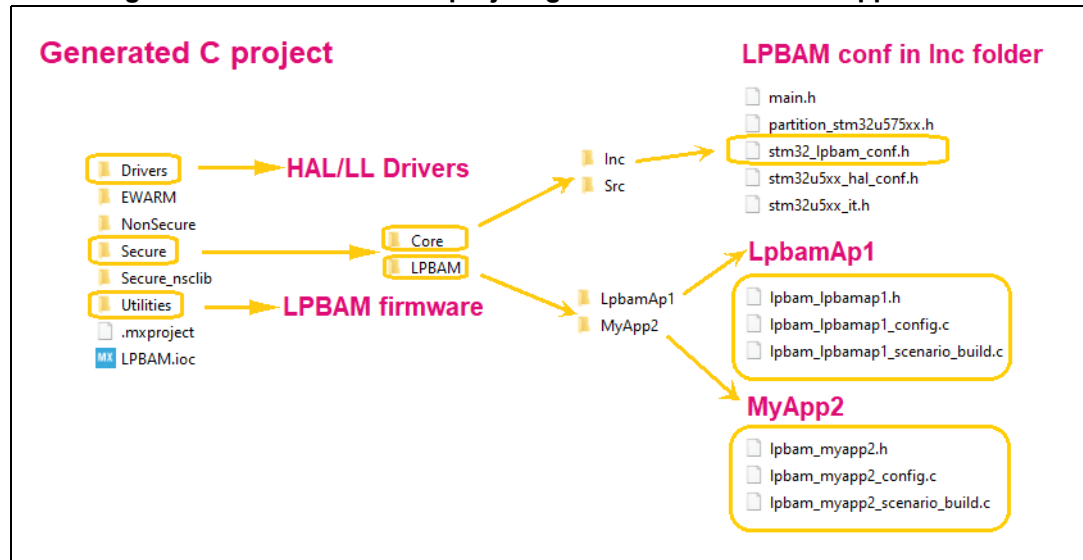 Generated C project
LPBAM conf in Inc folder
main.h
partition_stm32u575xx.h
stm32_lpbam_conf.h
stm32u5xx_hal_conf.h
stm32u5xx_it.h
Drivers
EWARM
NonSecure
Secure
Secure_nsclib
Utilities
.mxproject
MX LPBAM.ioc
HAL/LL Drivers
LPBAM firmware
Core
LPBAM
Inc
Src
LpbamAp1
MyApp2
LpbamAp1
lpbam_lpbamap1.h
lpbam_lpbamap1_config.c
lpbam_lpbamap1_scenario_build.c
MyApp2
lpbam_myapp2.h
lpbam_myapp2_config.c
lpbam_myapp2_scenario_build.c